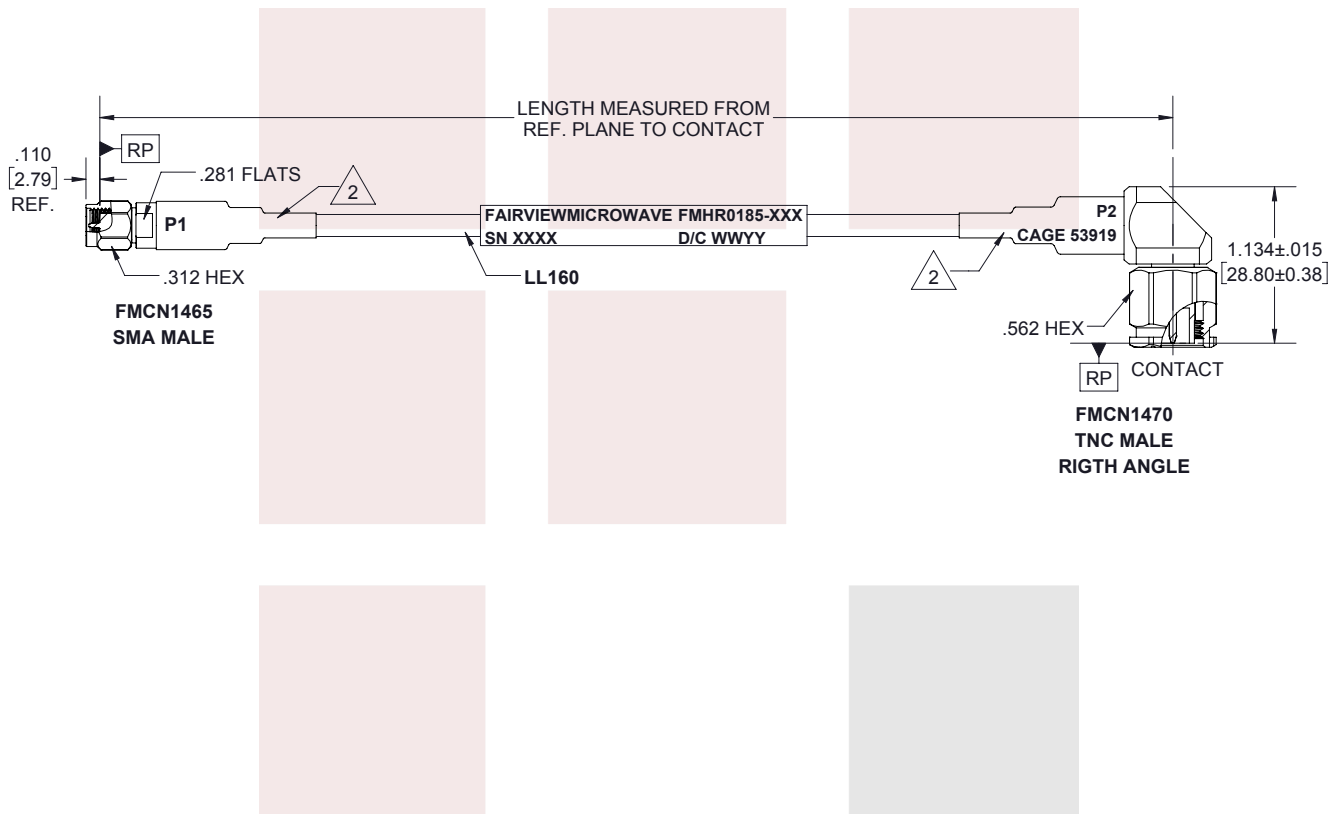 LENGTH MEASURED FROM
REF. PLANE TO CONTACT
RP
.110
[2.79]
REF.
.281 FLATS
2
P1
FAIRVIEWMICROWAVE FMHR0185-XXX
SN XXXX D/C WWYY
P2
CAGE 53919
1.134±.015
[28.80±0.38]
.312 HEX
LL160
2
.562 HEX
FMCN1465
SMA MALE
RP
CONTACT
FMCN1470
TNC MALE
RIGTH ANGLE